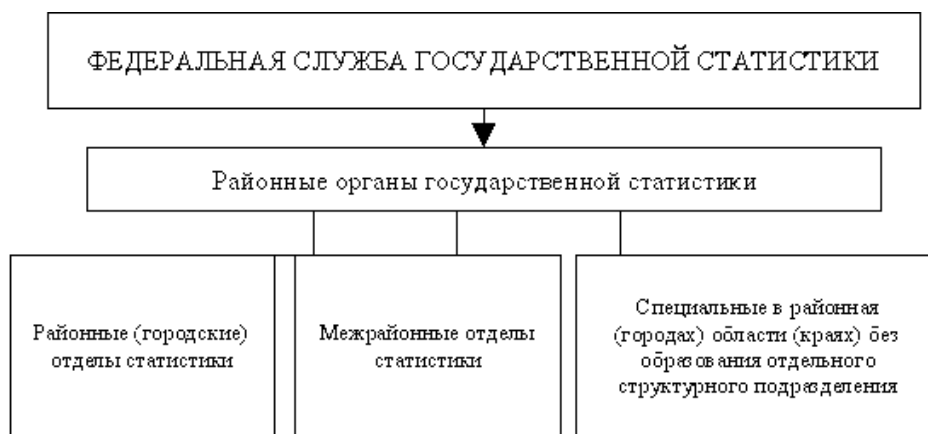 ФЕДЕРАЛЬНАЯ СЛУЖБА ГОСУДАРСТВЕННОЙ СТАТИСТИКИ
Районные органы государственной статистики
Районные (городские)
отделы статистики
Межрайонные отделы
статистики
Специальные в районная
(городах) области (краях) без
образования отдельного
структурного подразделения